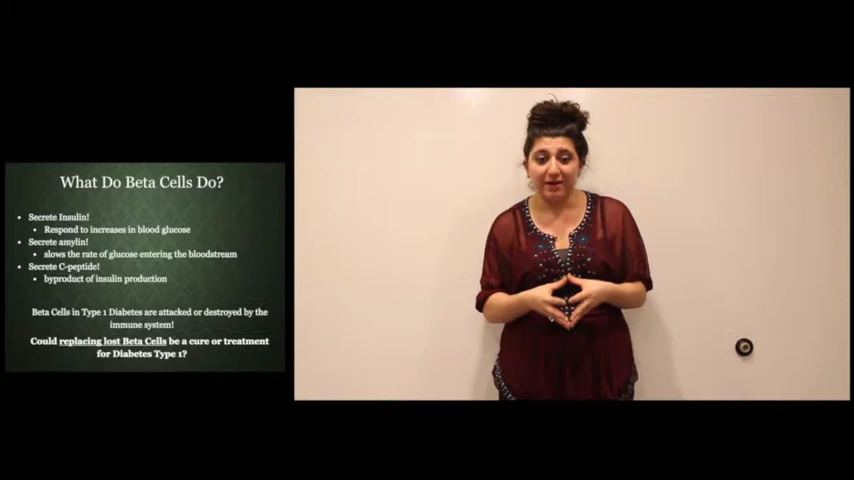 What Do Beta Cells Do?
• Secrete Insulin!
• Respond to increases in blood glucose
• Secrete amylin!
• slows the rate of glucose entering the bloodstream
• Secrete C-peptide!
• byproduct of insulin production
Beta Cells in Type 1 Diabetes are attacked or destroyed by the
immune system!
Could replacing lost Beta Cells be a cure or treatment
for Diabetes Type 1?